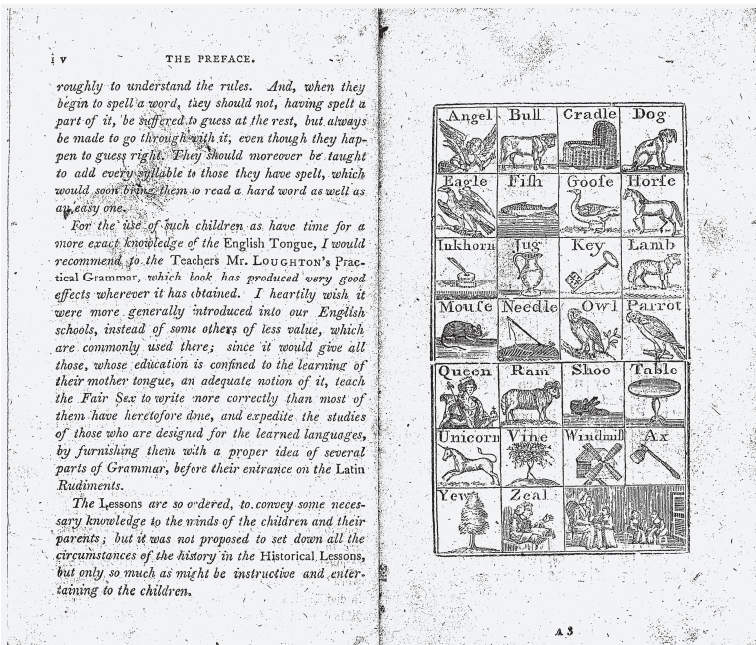 iv THE PREFACE.
roughly to understand the rules. And, when they
begin to spell a word, they should not, having spelt a
part of it, be suffered to guess at the rest, but always
be made to go through with it, even though they hap-
pen to guess right. They should moreover be taught
to add every syllable to those they have spelt, which
would soon bring them to read a hard word as well as
an easy one.
For the use of such children as have time for a
more exact knowledge of the English Tongue, I would
recommend to the Teachers Mr. LOUGHTON's Prac-
tical Grammar, which book has produced very good
effects wherever it has obtained. I heartily wish it
were more generally introduced into our English
schools, instead of some others of less value, which
are commonly used there; since it would give all
those, whose education is confined to the learning of
their mother tongue, an adequate notion of it, teach
the Fair Sex to write more correctly than most of
them have heretofore done, and expedite the studies
of those who are designed for the learned languages,
by furnishing them with a proper idea of several
parts of Grammar, before their entrance on the Latin
Rudiments.
The Lessons are so ordered, to convey some neces-
sary knowledge to the minds of the children and their
parents; but it was not proposed to set down all the
circumstances of the history in the Historical Lessons,
but only so much as might be instructive and enter-
taining to the children.
Angel Bull Cradle Dog
Eagle Fiſh Gooſe Horſe
Inkhorn Jug Key Lamb
Mouſe Needle Owl Parrot
Queen Ram Shoe Table
Unicorn Vine Windmill Ax
Yew Zeal
A 3